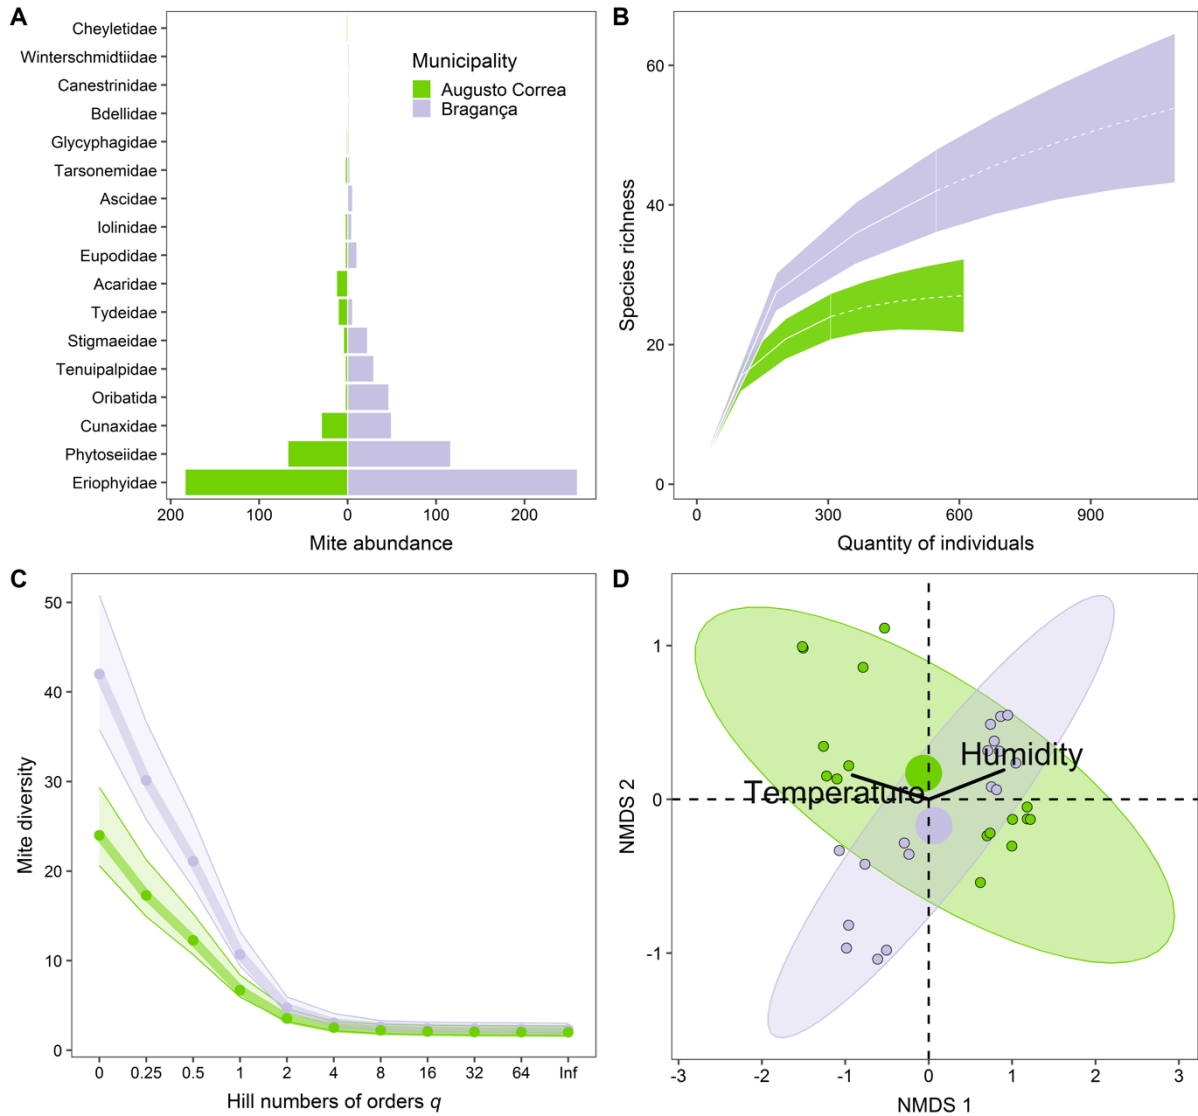 A
Cheyletidae
Winterschmidtiidae
Canestrinidae
Bdellidae
Glycyphagidae
Tarsonemidae
Ascidae
Iolinidae
Eupodidae
Acaridae
Tydeidae
Stigmaeidae
Tenuipalpidae
Oribatida
Cunaxidae
Phytoseiidae
Eriophyidae
Municipality
Augusto Correa
Bragança
200 100 0 100 200
Mite abundance
B
Species richness
60
40
20
0
0 300 600 900
Quantity of individuals
C
Mite diversity
50
40
30
20
10
0
0 0.25 0.5 1 2 4 8 16 32 64 Inf
Hill numbers of orders q
D
NMDS 2
1
0
-1
Humidity
Temperature
-3 -2 -1 0 1 2 3
NMDS 1